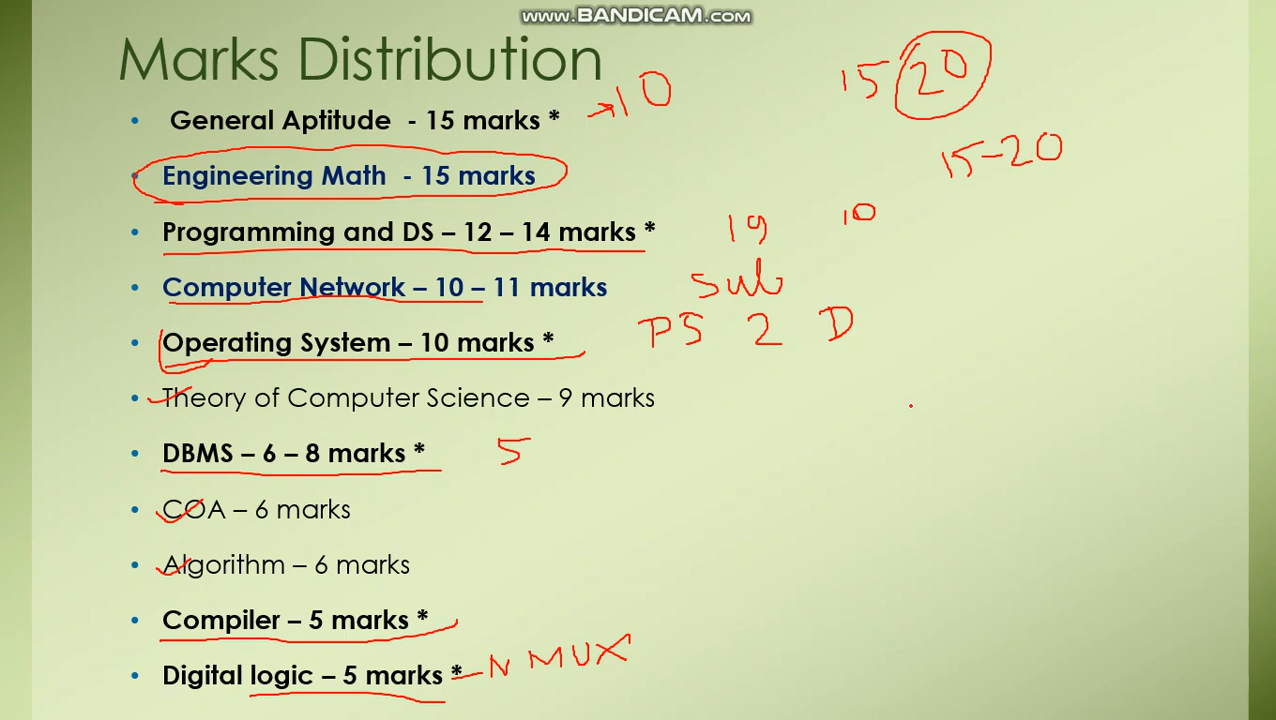 www.BANDICAM.com
Marks Distribution
15 20
• General Aptitude - 15 marks * → 10
15-20
• Engineering Math - 15 marks
• Programming and DS – 12 – 14 marks * 19 10
• Computer Network – 10 – 11 marks Sub
• Operating System – 10 marks * PS 2 D
• Theory of Computer Science – 9 marks
• DBMS – 6 – 8 marks * 5
• COA – 6 marks
• Algorithm – 6 marks
• Compiler – 5 marks *
• Digital logic – 5 marks * – N MUX